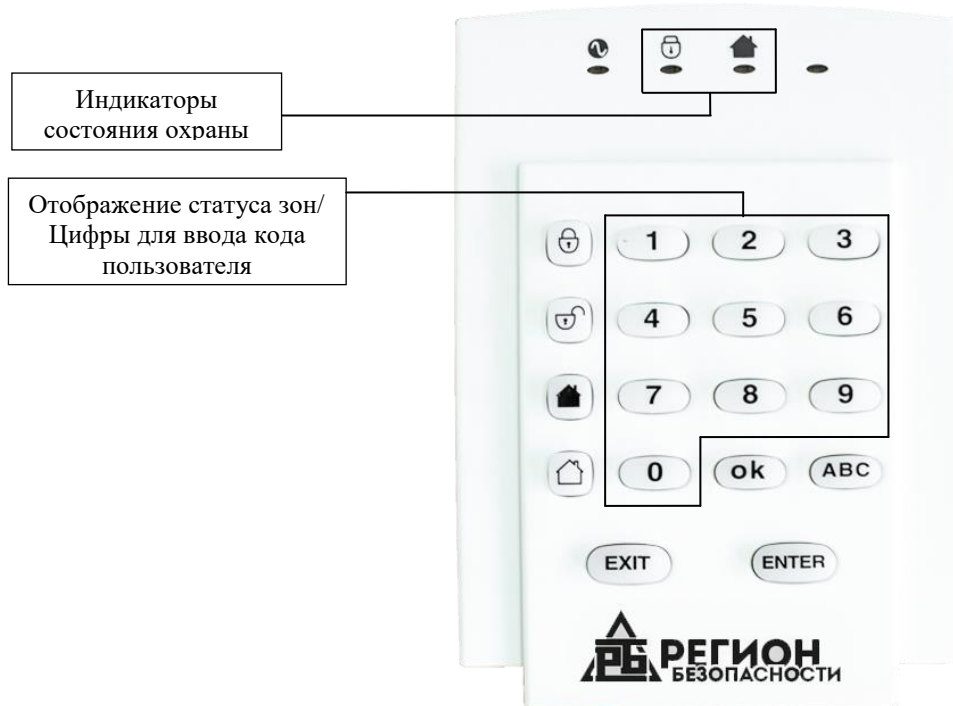 Индикаторы
состояния охраны
Отображение статуса зон/
Цифры для ввода кода
пользователя
1 2 3
4 5 6
7 8 9
0 ok ABC
EXIT ENTER
РБ РЕГИОН
БЕЗОПАСНОСТИ